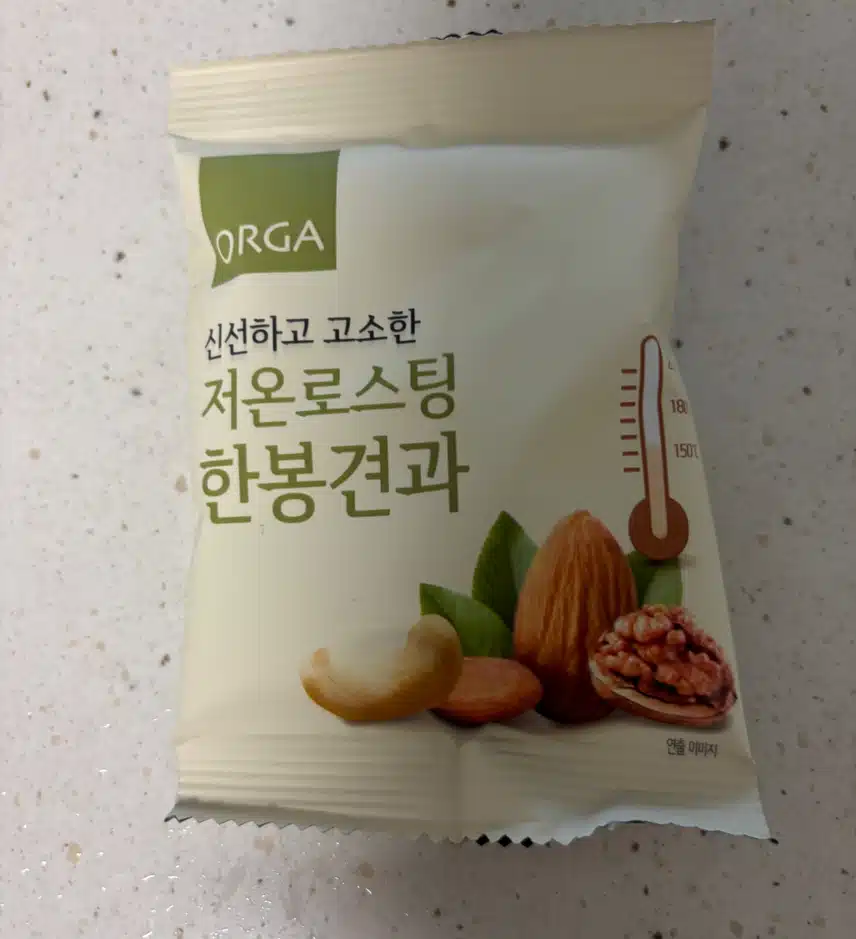 ORGA
신선하고 고소한
저온로스팅
한봉견과
180
150℃
연출 이미지